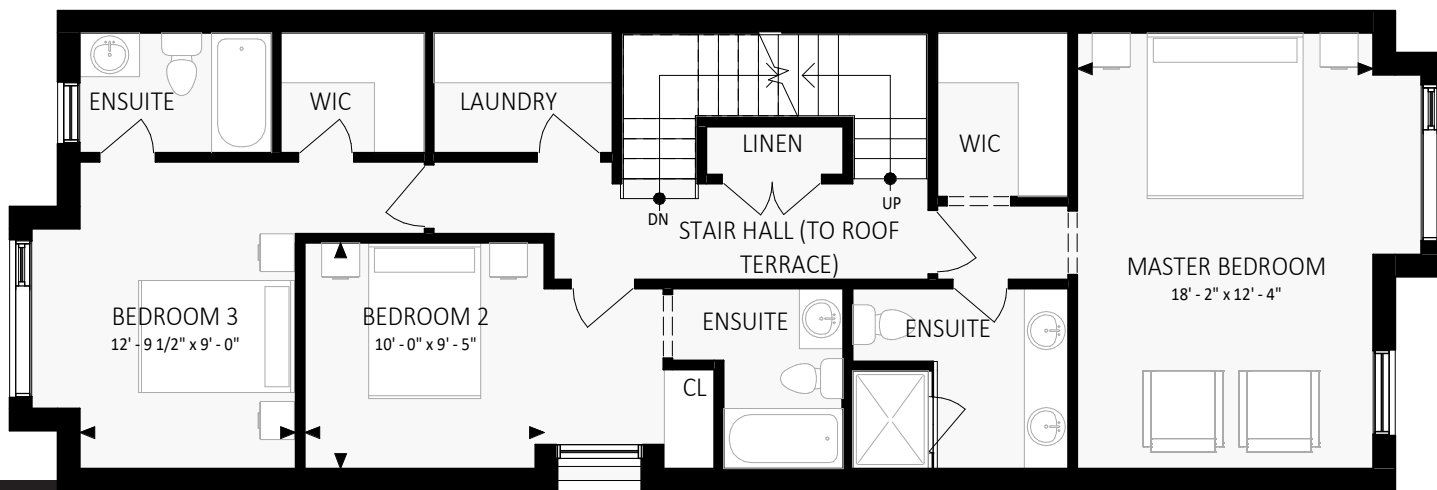 ENSUITE
WIC
LAUNDRY
LINEN
WIC
DN
UP
STAIR HALL (TO ROOF
TERRACE)
MASTER BEDROOM
18' - 2" x 12' - 4"
BEDROOM 3
12' - 9 1/2" x 9' - 0"
BEDROOM 2
10' - 0" x 9' - 5"
ENSUITE
ENSUITE
CL